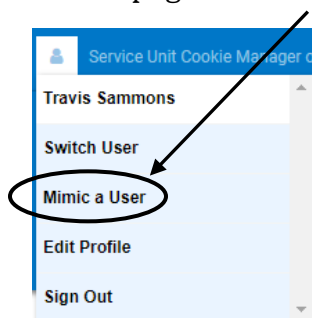 Service Unit Cookie Manager
Travis Sammons
Switch User
Mimic a User
Edit Profile
Sign Out